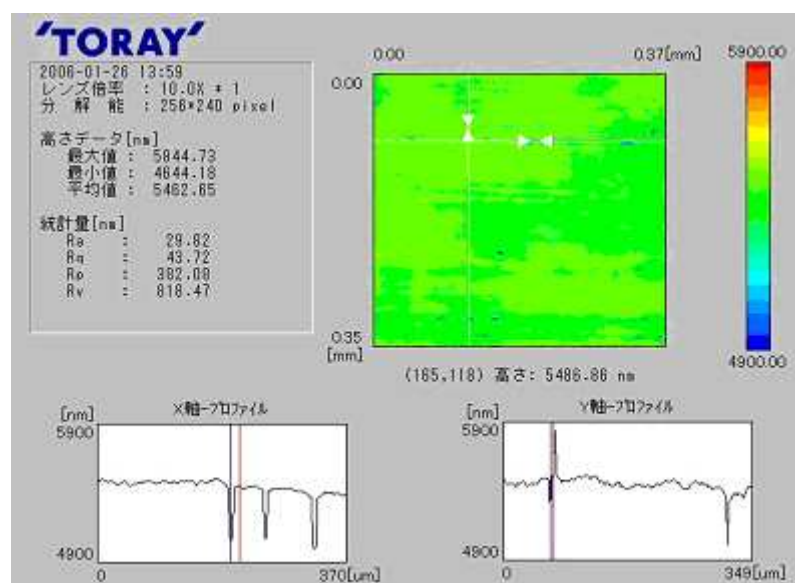 TORAY
2006-01-26 13:59
レンズ倍率 : 10.0X * 1
分 解 能 : 256*240 pixel
高さデータ[nm]
最大値 : 5844.73
最小値 : 4644.18
平均値 : 5462.65
統計量[nm]
Ra : 29.82
Rq : 43.72
Rp : 382.08
Rv : 818.47
0.00 0.37[mm]
0.00
0.35
[mm]
5900.00
4900.00
(165,118) 高さ: 5486.86 nm
X軸-プロファイル
[nm]
5900
4900
0 370[um]
Y軸-プロファイル
[nm]
5900
4900
0 349[um]